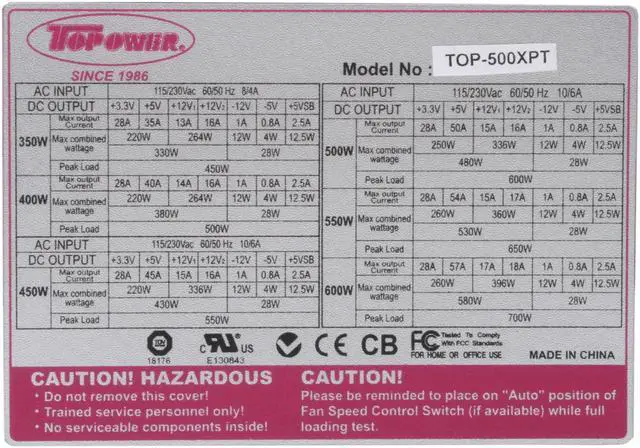 TOPOWER®
SINCE 1986
Model No : TOP-500XPT
AC INPUT 115/230Vac 60/50 Hz 8/4A
DC OUTPUT +3.3V +5V +12V1 +12V2 -12V -5V +5VSB
350W
Max output Current 28A 35A 13A 16A 1A 0.8A 2.5A
Max combined wattage 220W 264W 12W 4W 12.5W
330W 28W
Peak Load 450W
400W
Max output Current 28A 40A 14A 16A 1A 0.8A 2.5A
Max combined wattage 220W 264W 12W 4W 12.5W
380W 28W
Peak Load 500W
AC INPUT 115/230Vac 60/50 Hz 10/6A
DC OUTPUT +3.3V +5V +12V1 +12V2 -12V -5V +5VSB
450W
Max output Current 28A 45A 15A 16A 1A 0.8A 2.5A
Max combined wattage 220W 336W 12W 4W 12.5W
430W 28W
Peak Load 550W
AC INPUT 115/230Vac 60/50 Hz 10/6A
DC OUTPUT +3.3V +5V +12V1 +12V2 -12V -5V +5VSB
500W
Max output Current 28A 50A 15A 16A 1A 0.8A 2.5A
Max combined wattage 250W 336W 12W 4W 12.5W
480W 28W
Peak Load 600W
550W
Max output Current 28A 54A 15A 17A 1A 0.8A 2.5A
Max combined wattage 260W 360W 12W 4W 12.5W
530W 28W
Peak Load 650W
600W
Max output Current 28A 57A 17A 18A 1A 0.8A 2.5A
Max combined wattage 260W 396W 12W 4W 12.5W
580W 28W
Peak Load 700W
18176
c RU US
E130843
CE CB FC
Tested To Comply
With FCC Standards
FOR HOME OR OFFICE USE
MADE IN CHINA
CAUTION! HAZARDOUS
• Do not remove this cover!
• Trained service personnel only!
• No serviceable components inside!
CAUTION!
Please be reminded to place on "Auto" position of
Fan Speed Control Switch (if available) while full
loading test.